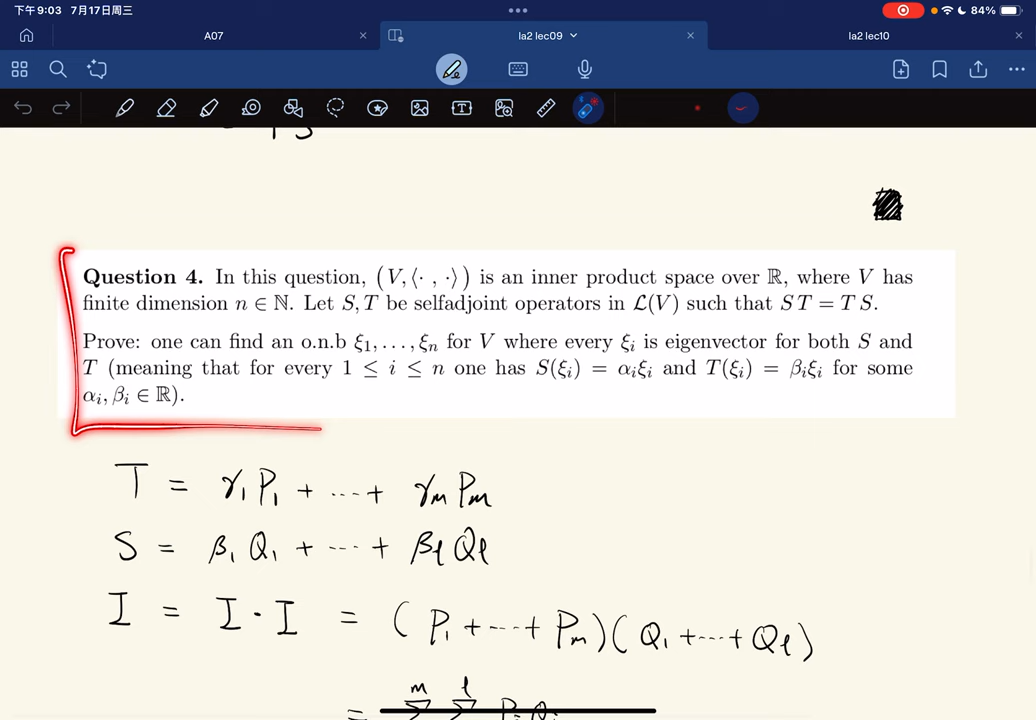 下午9:03 7月17日周三
84%
A07
la2 lec09
la2 lec10
Question 4. In this question, (V, ⟨· , ·⟩) is an inner product space over ℝ, where V has
finite dimension n ∈ ℕ. Let S, T be selfadjoint operators in ℒ(V) such that S T = T S.
Prove: one can find an o.n.b ξ₁, . . . , ξₙ for V where every ξᵢ is eigenvector for both S and
T (meaning that for every 1 ≤ i ≤ n one has S(ξᵢ) = αᵢξᵢ and T(ξᵢ) = βᵢξᵢ for some
αᵢ, βᵢ ∈ ℝ).
T = γ₁P₁ + ··· + γₘPₘ
S = β₁Q₁ + ··· + βℓQℓ
I = I · I = (P₁ + ··· + Pₘ)(Q₁ + ··· + Qℓ)